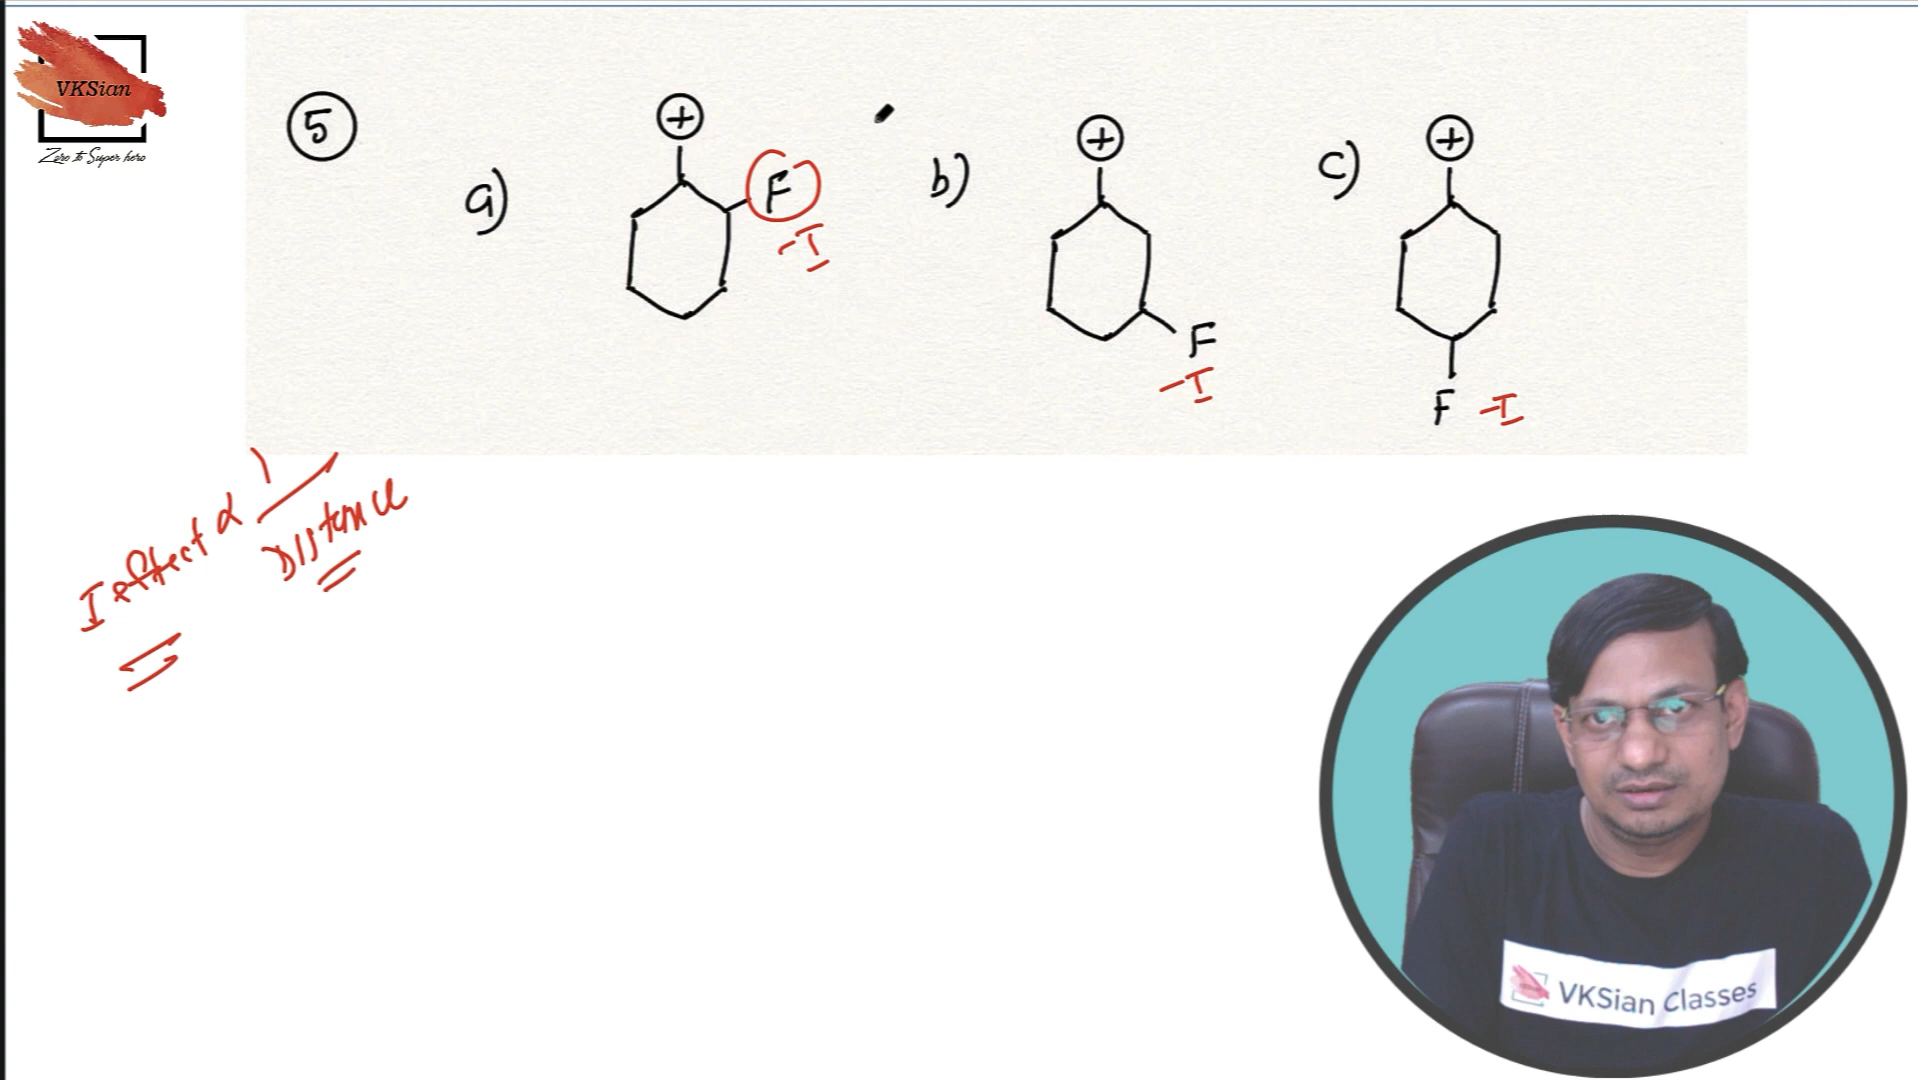 VKSian
Zero to Super hero
5
a)
+
F
-I
b)
+
F
-I
c)
+
F
-I
I effect α 1/Distance
VKSian Classes